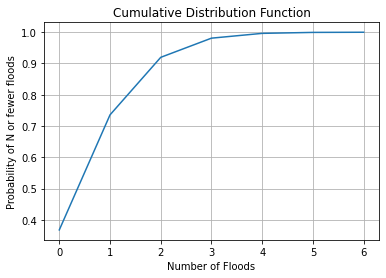 Cumulative Distribution Function
Probability of N or fewer floods
1.0
0.9
0.8
0.7
0.6
0.5
0.4
0 1 2 3 4 5 6
Number of Floods